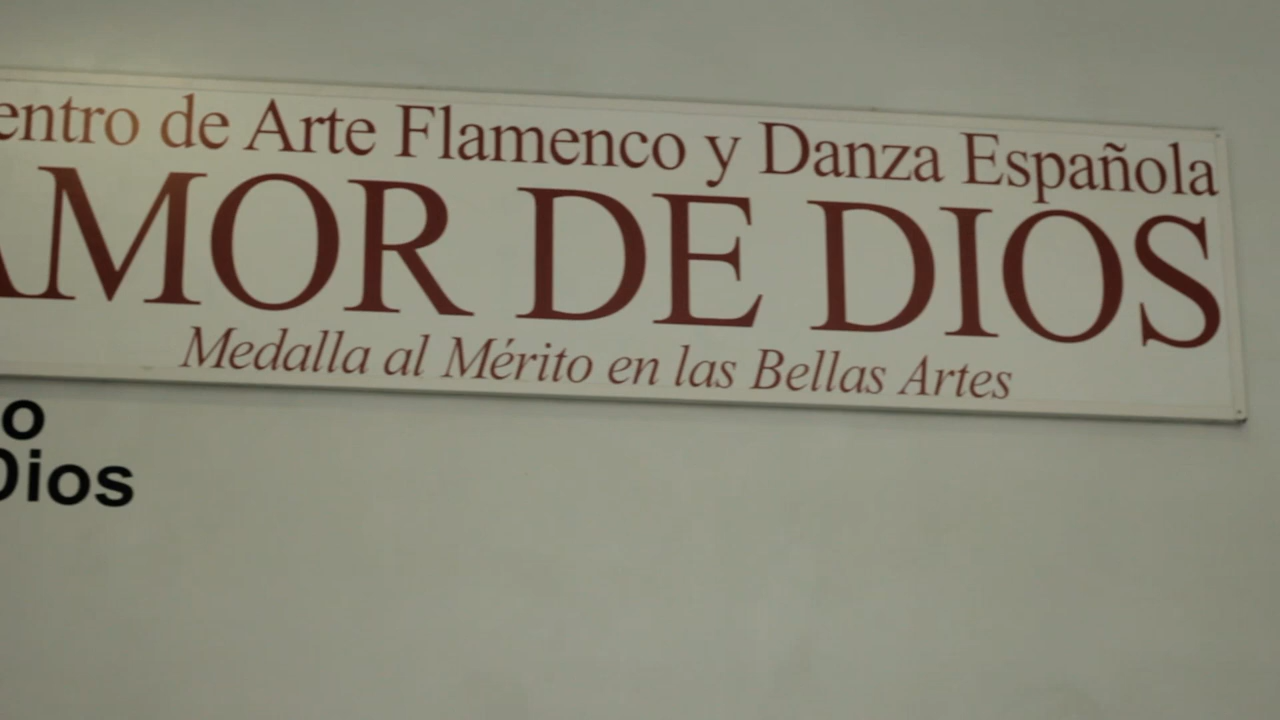 entro de Arte Flamenco y Danza Española
AMOR DE DIOS
Medalla al Mérito en las Bellas Artes
o
Dios